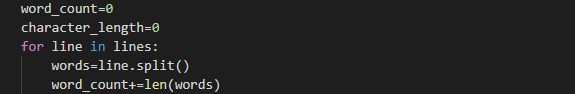 word_count=0
character_length=0
for line in lines:
    words=line.split()
    word_count+=len(words)